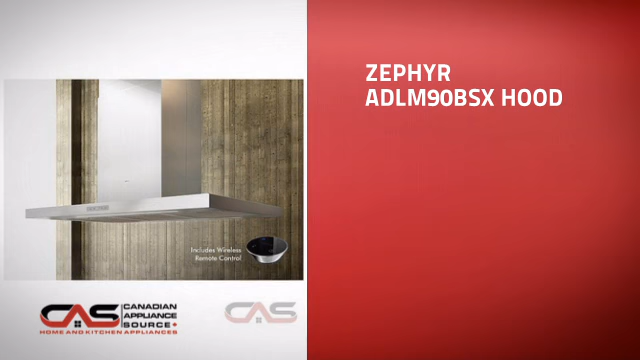 ZEPHYR
ADLM90BSX HOOD
Includes Wireless
Remote Control
CAS CANADIAN
APPLIANCE
SOURCE
HOME AND KITCHEN APPLIANCES
CAS